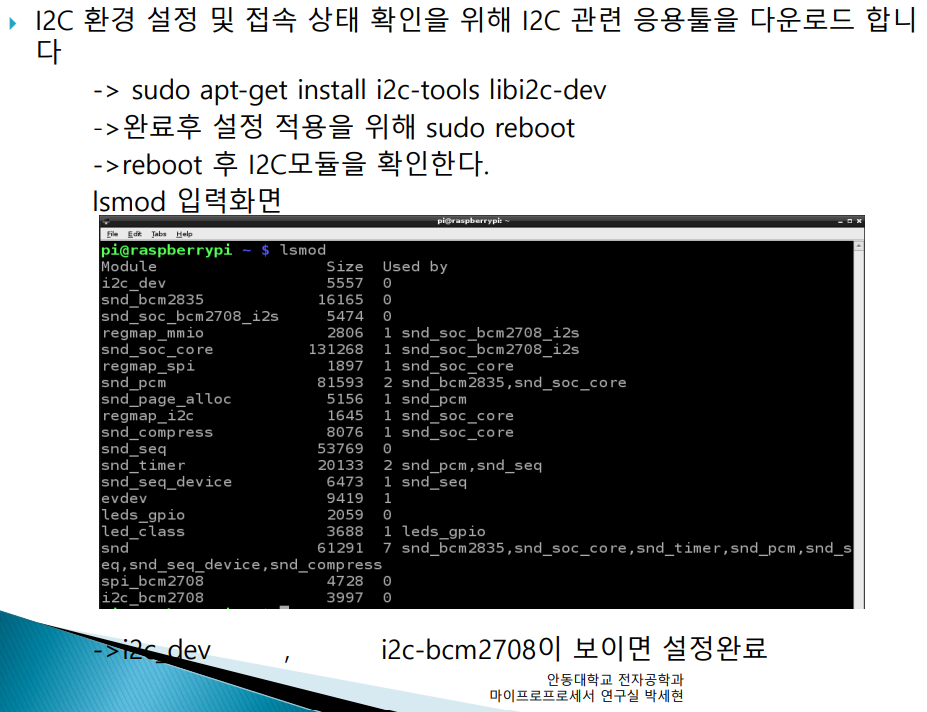 I2C 환경 설정 및 접속 상태 확인을 위해 I2C 관련 응용툴을 다운로드 합니
다
-> sudo apt-get install i2c-tools libi2c-dev
->완료후 설정 적용을 위해 sudo reboot
->reboot 후 I2C모듈을 확인한다.
lsmod 입력화면
pi@raspberrypi: ~
File Edit Tabs Help
pi@raspberrypi ~ $ lsmod
Module Size Used by
i2c_dev 5557 0
snd_bcm2835 16165 0
snd_soc_bcm2708_i2s 5474 0
regmap_mmio 2806 1 snd_soc_bcm2708_i2s
snd_soc_core 131268 1 snd_soc_bcm2708_i2s
regmap_spi 1897 1 snd_soc_core
snd_pcm 81593 2 snd_bcm2835,snd_soc_core
snd_page_alloc 5156 1 snd_pcm
regmap_i2c 1645 1 snd_soc_core
snd_compress 8076 1 snd_soc_core
snd_seq 53769 0
snd_timer 20133 2 snd_pcm,snd_seq
snd_seq_device 6473 1 snd_seq
evdev 9419 1
leds_gpio 2059 0
led_class 3688 1 leds_gpio
snd 61291 7 snd_bcm2835,snd_soc_core,snd_timer,snd_pcm,snd_s
eq,snd_seq_device,snd_compress
spi_bcm2708 4728 0
i2c_bcm2708 3997 0
->i2c_dev , i2c-bcm2708이 보이면 설정완료
안동대학교 전자공학과
마이프로프로세서 연구실 박세현